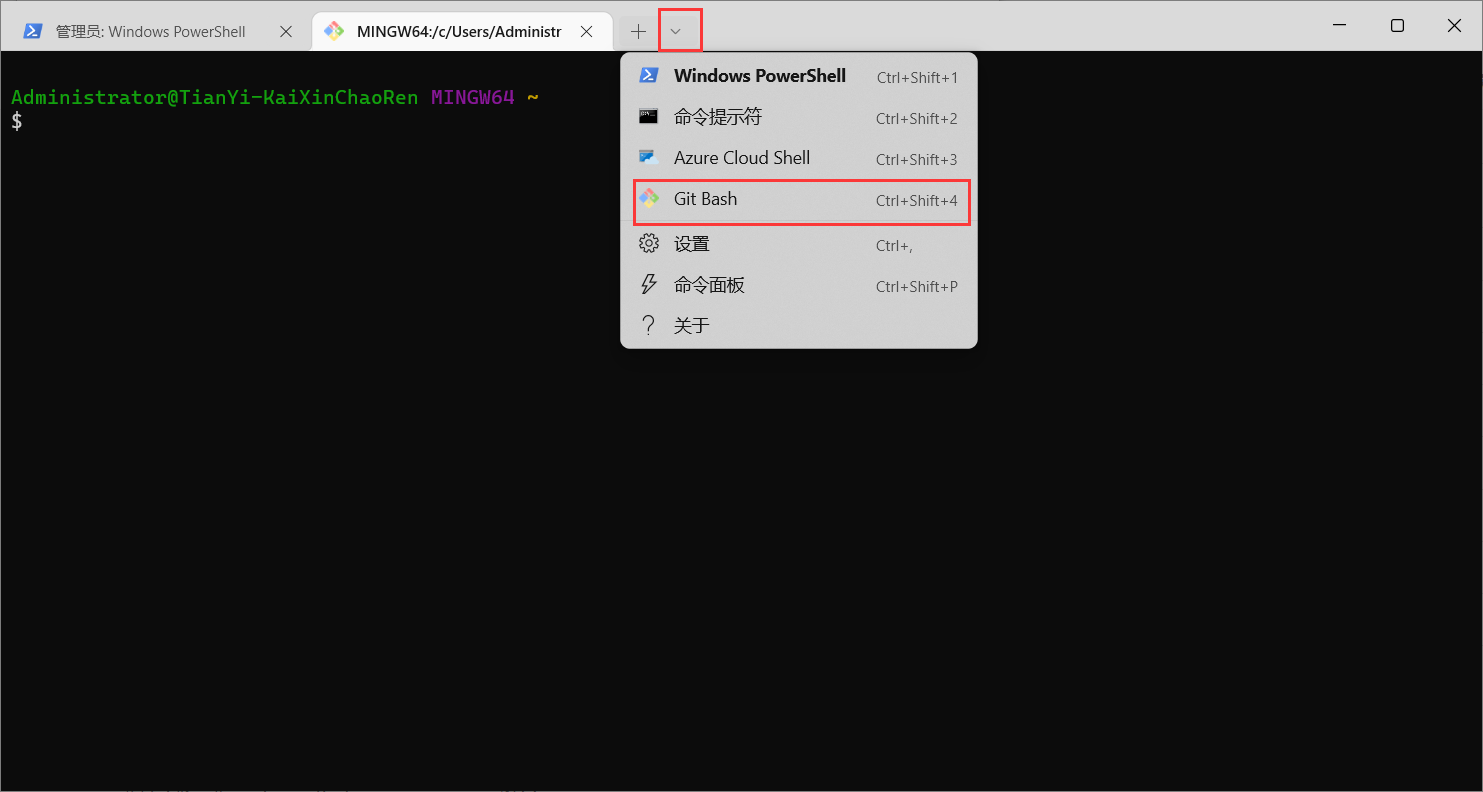 管理员: Windows PowerShell
MINGW64:/c/Users/Administr
Windows PowerShell Ctrl+Shift+1
命令提示符 Ctrl+Shift+2
Azure Cloud Shell Ctrl+Shift+3
Git Bash Ctrl+Shift+4
设置 Ctrl+,
命令面板 Ctrl+Shift+P
关于
Administrator@TianYi-KaiXinChaoRen MINGW64 ~
$